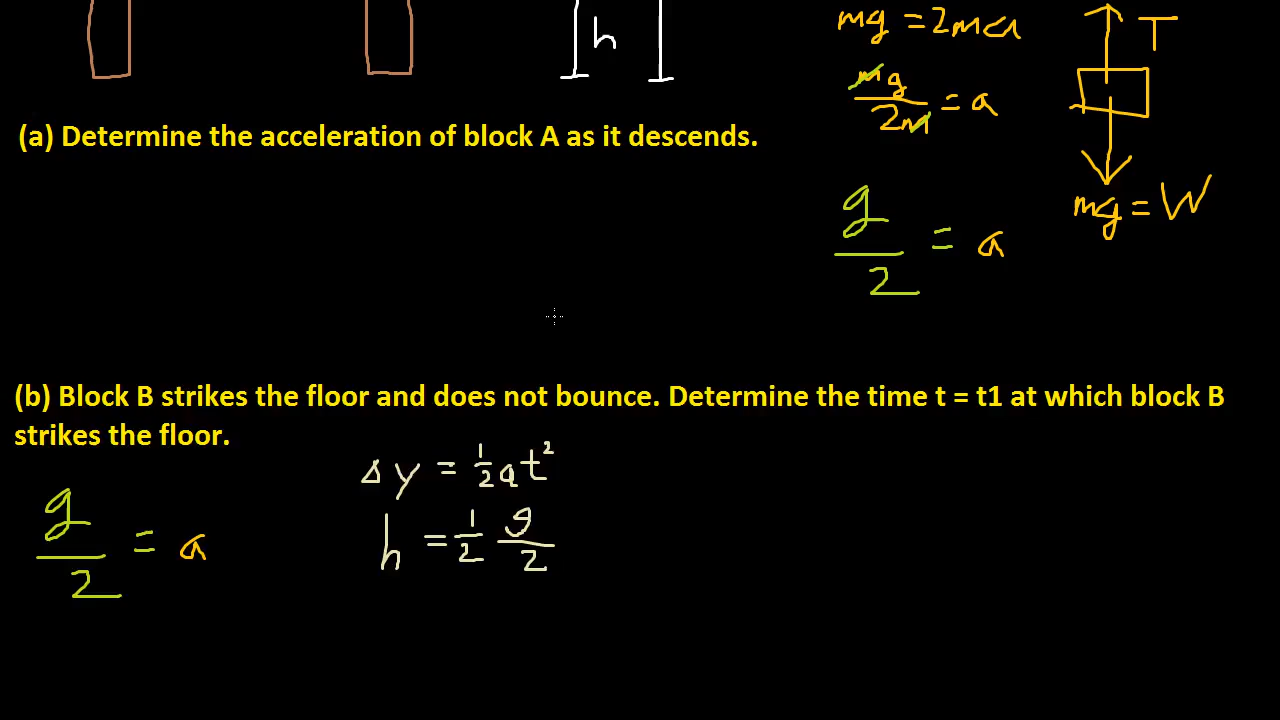 h
mg = 2ma
T
mg/2m = a
(a) Determine the acceleration of block A as it descends.
mg = W
g/2 = a
(b) Block B strikes the floor and does not bounce. Determine the time t = t1 at which block B
strikes the floor.
Δy = 1/2 at²
h = 1/2 g/2
g/2 = a